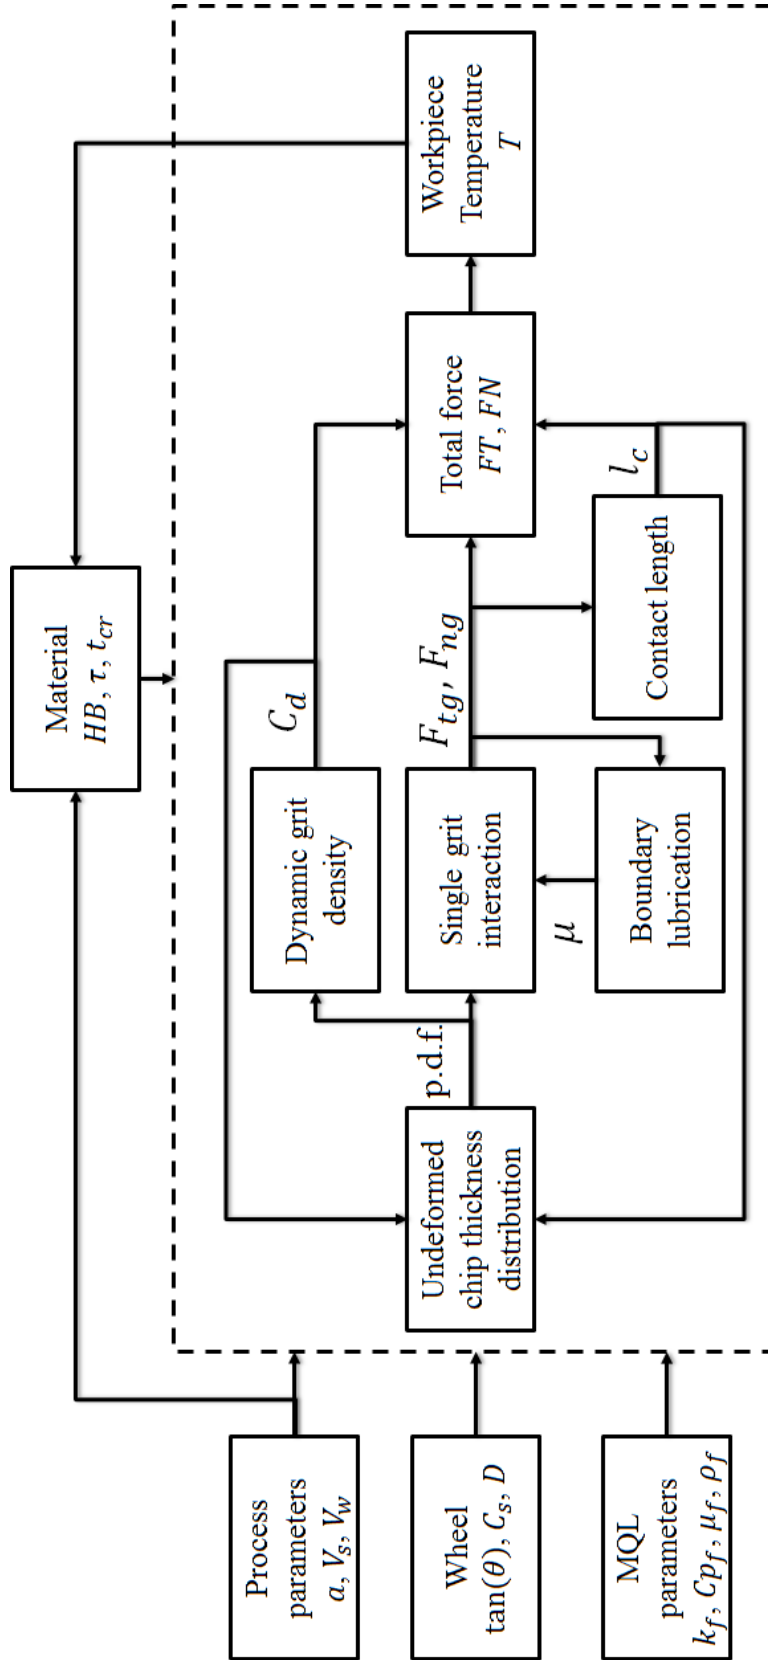 Process
parameters
a, V_s, V_w
Wheel
tan(θ), C_s, D
MQL
parameters
k_f, Cp_f, μ_f, ρ_f
Material
HB, τ, t_cr
Undeformed
chip thickness
distribution
p.d.f.
Dynamic grit
density
C_d
Single grit
interaction
F_tg, F_ng
μ
Boundary
lubrication
Contact length
l_c
Total force
FT, FN
Workpiece
Temperature
T